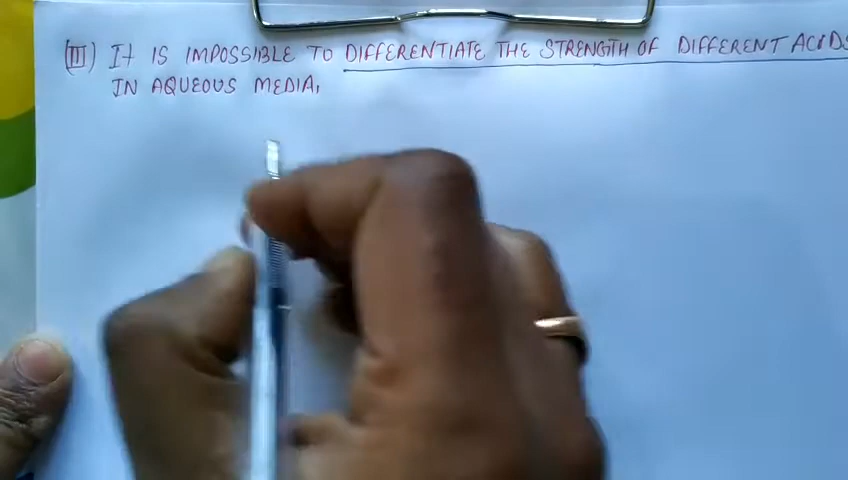 (III) It IS IMPOSSIBLE TO DIFFERENTIATE THE STRENGTH OF DIFFERENT ACIDS
IN AQUEOUS MEDIA,